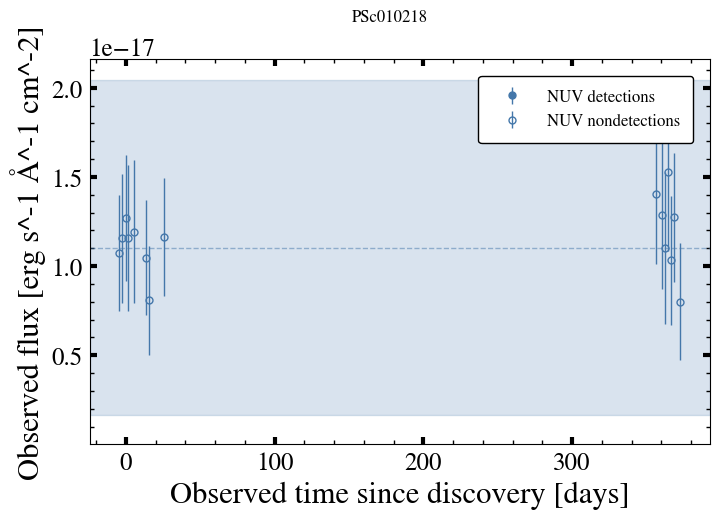 PSc010218
1e−17
2.0
1.5
1.0
0.5
0
100
200
300
NUV detections
NUV nondetections
Observed flux [erg s^-1 Å^-1 cm^-2]
Observed time since discovery [days]